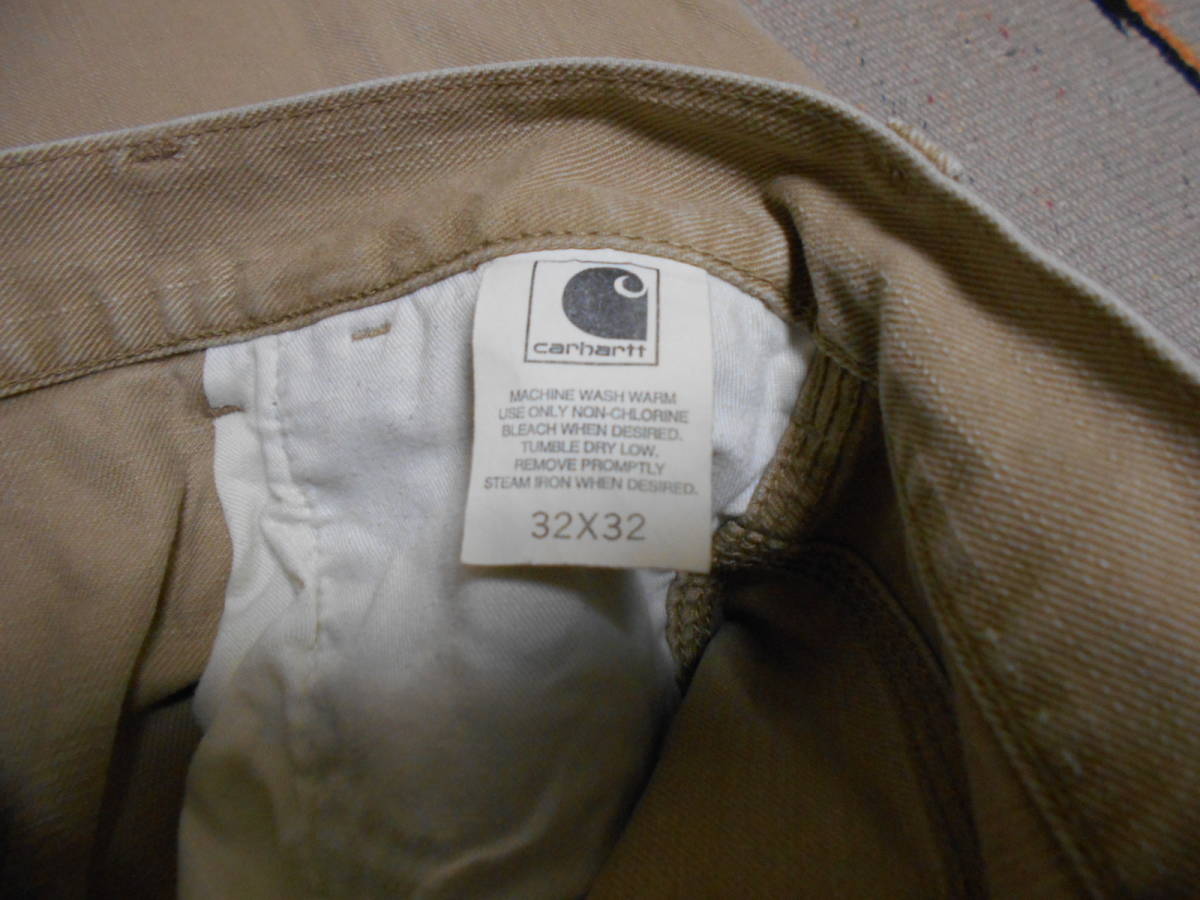 carhartt
MACHINE WASH WARM
USE ONLY NON-CHLORINE
BLEACH WHEN DESIRED.
TUMBLE DRY LOW.
REMOVE PROMPTLY
STEAM IRON WHEN DESIRED.
32X32